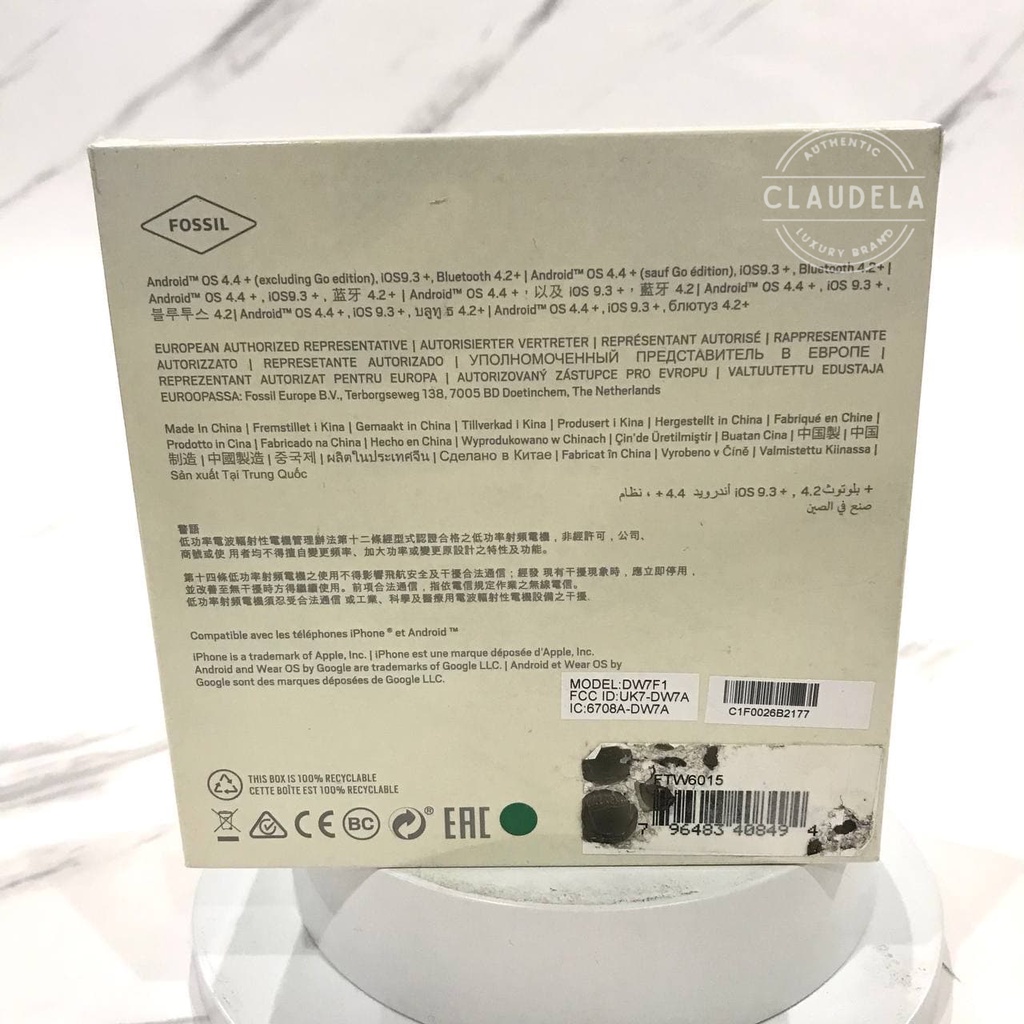 AUTHENTIC
CLAUDELA
LUXURY BRAND
FOSSIL
Android™ OS 4.4 + (excluding Go edition), iOS9.3 +, Bluetooth 4.2+ | Android™ OS 4.4 + (sauf Go édition), iOS9.3 +, Bluetooth 4.2+ |
Android™ OS 4.4 + , iOS9.3 + , 蓝牙 4.2+ | Android™ OS 4.4 + , 以及 iOS 9.3 + , 藍牙 4.2 | Android™ OS 4.4 + , iOS 9.3 + ,
블루투스 4.2| Android™ OS 4.4 + , iOS 9.3 + , บลูทู ธ 4.2+ | Android™ OS 4.4 + , iOS 9.3 + , блютуз 4.2+
EUROPEAN AUTHORIZED REPRESENTATIVE | AUTORISIERTER VERTRETER | REPRÉSENTANT AUTORISÉ | RAPPRESENTANTE
AUTORIZZATO | REPRESETANTE AUTORIZADO | УПОЛНОМОЧЕННЫЙ ПРЕДСТАВИТЕЛЬ В ЕВРОПЕ |
REPREZENTANT AUTORIZAT PENTRU EUROPA | AUTORIZOVANÝ ZÁSTUPCE PRO EVROPU | VALTUUTETTU EDUSTAJA
EUROOPASSA: Fossil Europe B.V., Terborgseweg 138, 7005 BD Doetinchem, The Netherlands
Made In China | Fremstillet i Kina | Gemaakt in China | Tillverkad i Kina | Produsert i Kina | Hergestellt in China | Fabriqué en Chine |
Prodotto in Cina | Fabricado na China | Hecho en China | Wyprodukowano w Chinach | Çin'de Üretilmiştir | Buatan Cina | 中国製 | 中国
制造 | 中國製造 | 중국제 | ผลิตในประเทศจีน | Сделано в Китае | Fabricat în China | Vyrobeno v Číně | Valmistettu Kiinassa |
Sản xuất Tại Trung Quốc
+ بلوتوث4.2 , + iOS 9.3 أندرويد 4.4 + ، نظام
صنع في الصين
警語
低功率電波輻射性電機管理辦法第十二條經型式認證合格之低功率射頻電機，非經許可，公司、
商號或使 用者均不得擅自變更頻率、加大功率或變更原設計之特性及功能。
第十四條低功率射頻電機之使用不得影響飛航安全及干擾合法通信；經發 現有干擾現象時，應立即停用，
並改善至無干擾時方得繼續使用。前項合法通信，指依電信規定作業之無線電信。
低功率射頻電機須忍受合法通信 或工業、科學及醫療用電波輻射性電機設備之干擾.
Compatible avec les téléphones iPhone® et Android™
iPhone is a trademark of Apple, Inc. | iPhone est une marque déposée d'Apple, Inc.
Android and Wear OS by Google are trademarks of Google LLC. | Android et Wear OS by
Google sont des marques déposées de Google LLC.
MODEL:DW7F1
FCC ID:UK7-DW7A
IC:6708A-DW7A
C1F0026B2177
THIS BOX IS 100% RECYCLABLE
CETTE BOÎTE EST 100% RECYCLABLE
CE BC ® EAC
FTW6015
7 96483 40849 4